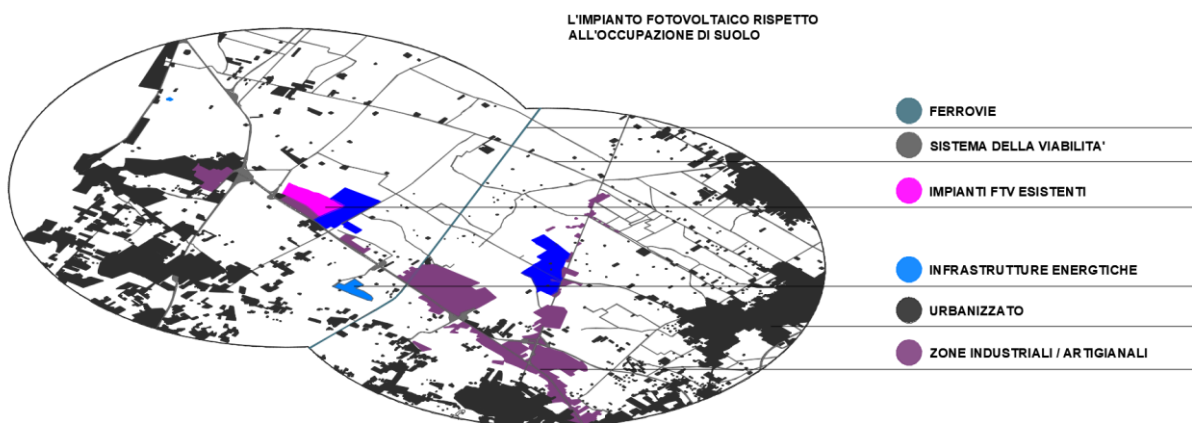 L'IMPIANTO FOTOVOLTAICO RISPETTO
ALL'OCCUPAZIONE DI SUOLO
FERROVIE
SISTEMA DELLA VIABILITA'
IMPIANTI FTV ESISTENTI
INFRASTRUTTURE ENERGTICHE
URBANIZZATO
ZONE INDUSTRIALI / ARTIGIANALI